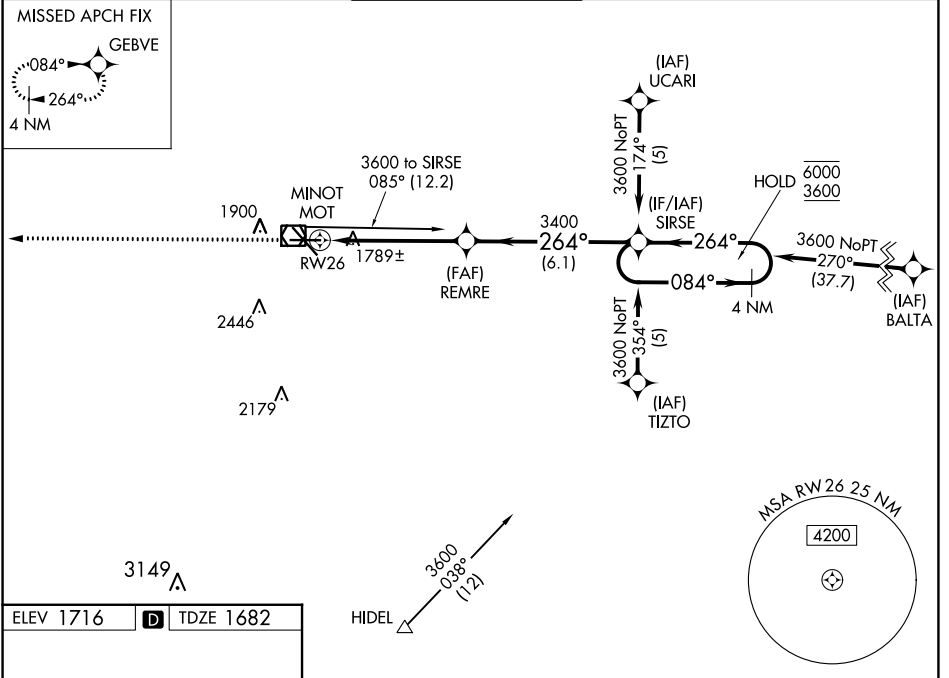 MISSED APCH FIX
GEBVE
084°
264°
4 NM
(IAF)
UCARI
3600 NoPT
174°
(5)
3600 to SIRSE
085° (12.2)
HOLD
6000
3600
MINOT
MOT
1900
(IF/IAF)
SIRSE
3400
264°
(6.1)
264°
3600 NoPT
270°
(37.7)
RW26
1789±
(FAF)
REMRE
084°
4 NM
(IAF)
BALTA
2446
3600 NoPT
354°
(5)
(IAF)
TIZTO
2179
MSA RW26 25 NM
4200
3149
3600
038°
(12)
HIDEL
ELEV 1716
D
TDZE 1682